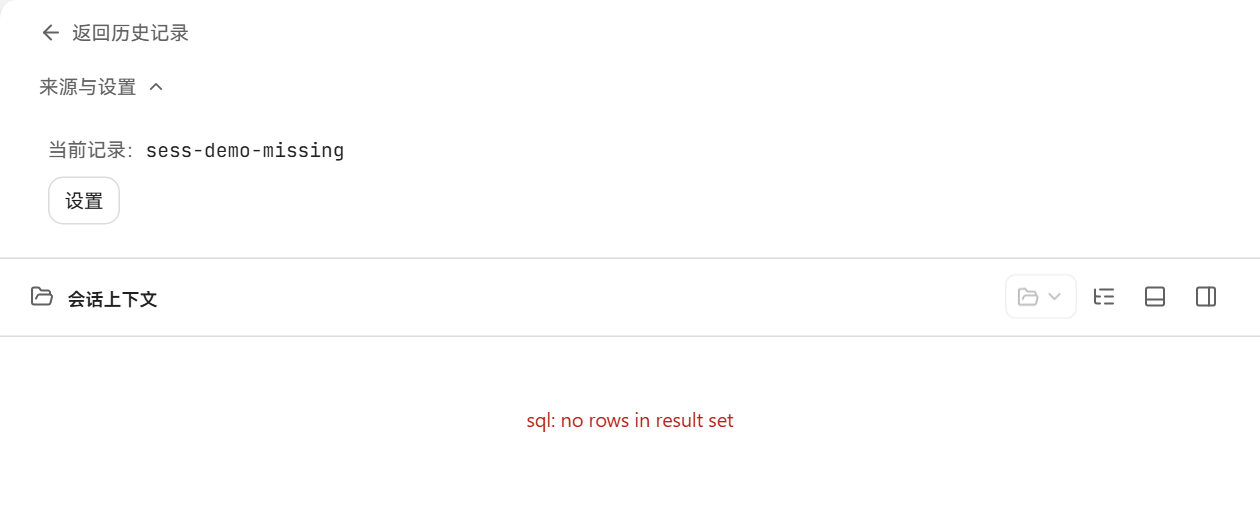 返回历史记录
来源与设置
当前记录: sess-demo-missing
设置
会话上下文
sql: no rows in result set